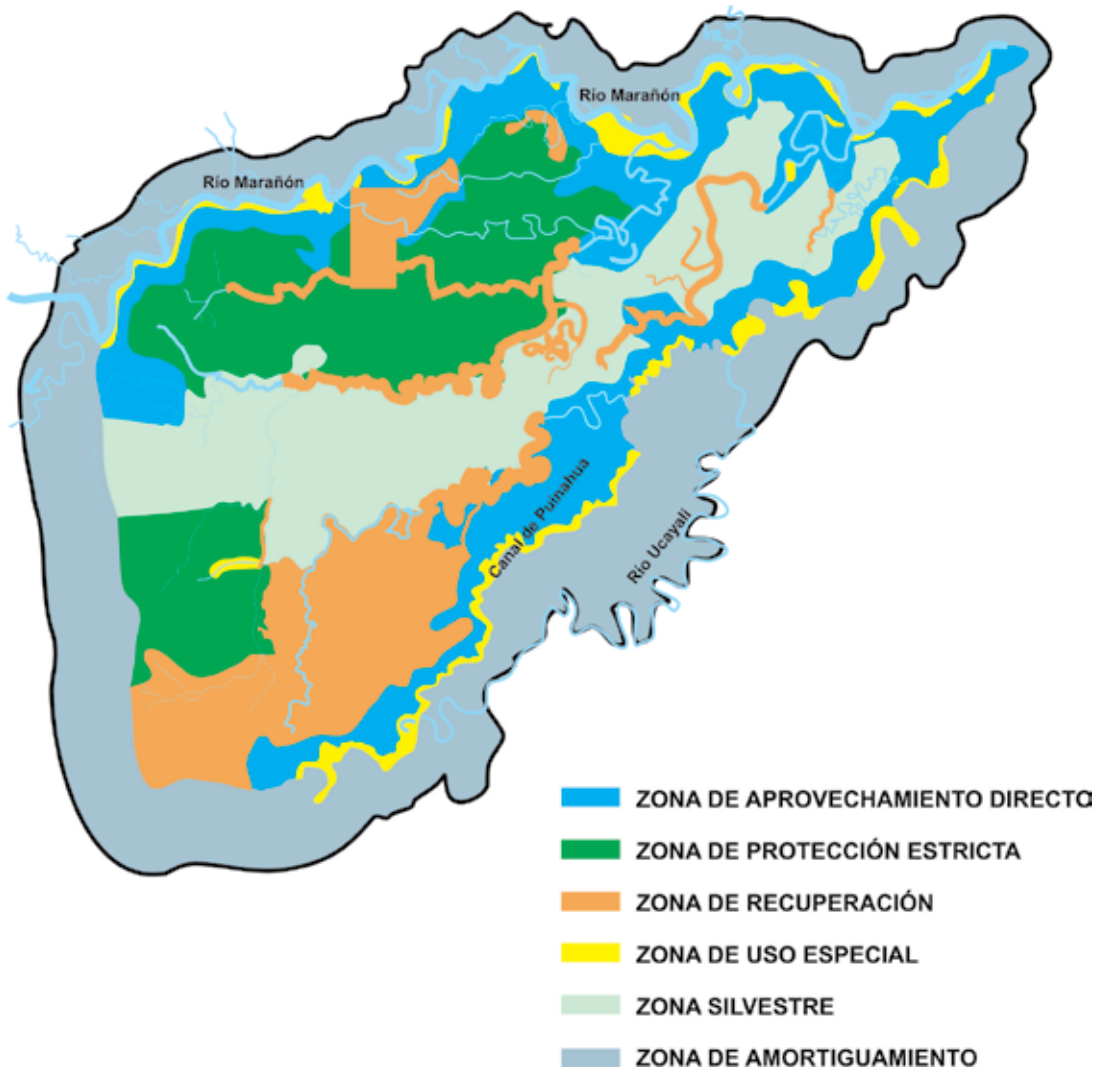 Río Marañón
Río Marañón
Canal de Puinahua
Río Ucayali
ZONA DE APROVECHAMIENTO DIRECTO
ZONA DE PROTECCIÓN ESTRICTA
ZONA DE RECUPERACIÓN
ZONA DE USO ESPECIAL
ZONA SILVESTRE
ZONA DE AMORTIGUAMIENTO